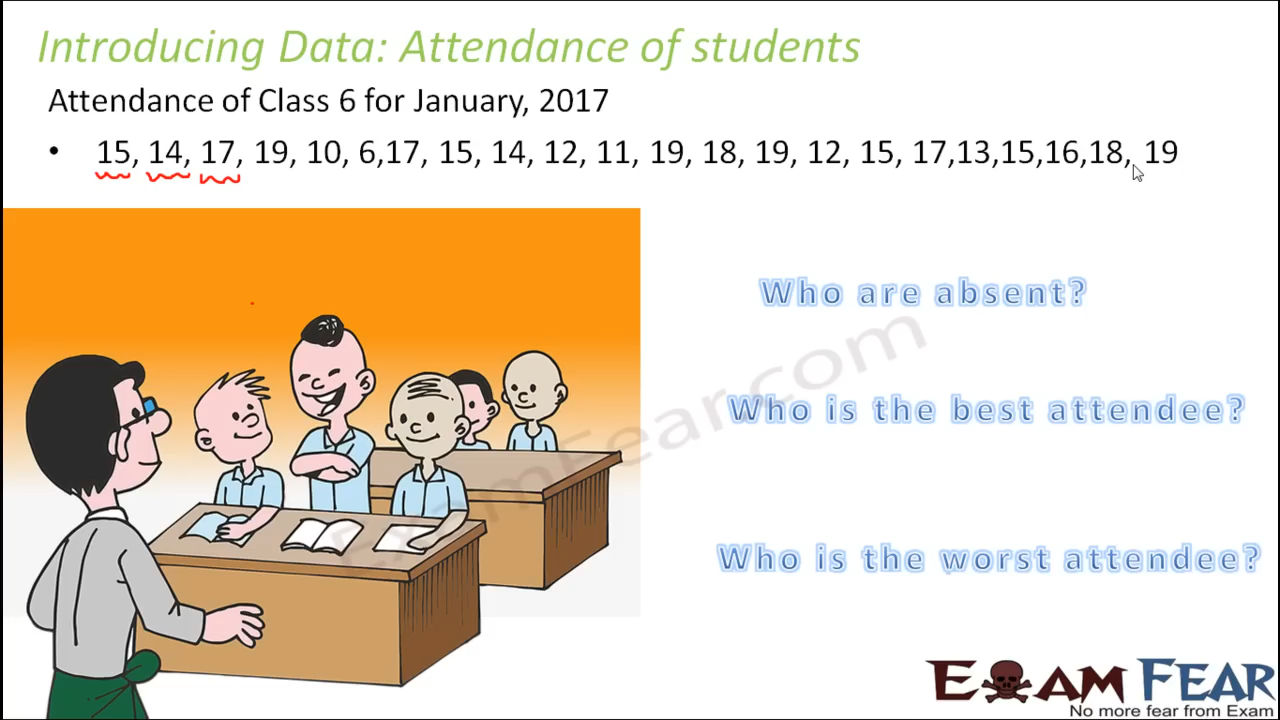 Introducing Data: Attendance of students
Attendance of Class 6 for January, 2017
• 15, 14, 17, 19, 10, 6,17, 15, 14, 12, 11, 19, 18, 19, 12, 15, 17,13,15,16,18, 19
Who are absent?
Who is the best attendee?
Who is the worst attendee?
ExamFear.com
EXAM FEAR
No more fear from Exam